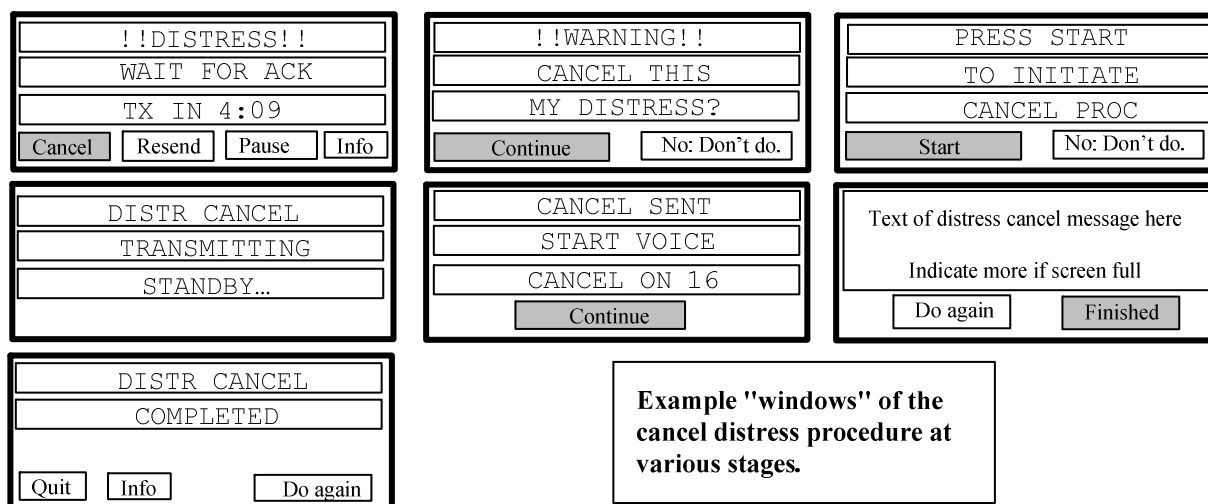 !!DISTRESS!!
WAIT FOR ACK
TX IN 4:09
Cancel Resend Pause Info
!!WARNING!!
CANCEL THIS
MY DISTRESS?
Continue No: Don't do.
PRESS START
TO INITIATE
CANCEL PROC
Start No: Don't do.
DISTR CANCEL
TRANSMITTING
STANDBY…
CANCEL SENT
START VOICE
CANCEL ON 16
Continue
Text of distress cancel message here
Indicate more if screen full
Do again Finished
DISTR CANCEL
COMPLETED
Quit Info Do again
Example "windows" of the
cancel distress procedure at
various stages.